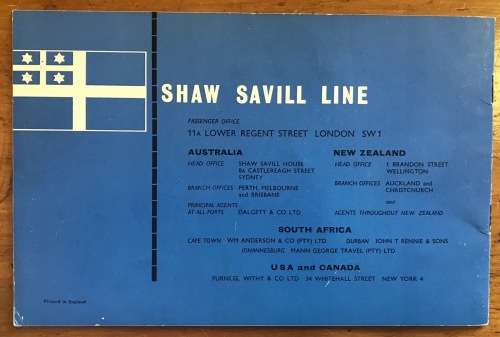 SHAW SAVILL LINE
PASSENGER OFFICE
11A LOWER REGENT STREET LONDON SW1
AUSTRALIA
HEAD OFFICE SHAW SAVILL HOUSE
8A CASTLEREAGH STREET
SYDNEY
BRANCH OFFICES PERTH, MELBOURNE
and BRISBANE
PRINCIPAL AGENTS
AT ALL PORTS DALGETY & CO LTD
NEW ZEALAND
HEAD OFFICE 1 BRANDON STREET
WELLINGTON
BRANCH OFFICES AUCKLAND and
CHRISTCHURCH
and
AGENTS THROUGHOUT NEW ZEALAND
SOUTH AFRICA
CAPE TOWN · WM ANDERSON & CO (PTY) LTD DURBAN JOHN T RENNIE & SONS
JOHANNESBURG MANN GEORGE TRAVEL (PTY) LTD
USA and CANADA
FURNESS, WITHY & CO LTD · 34 WHITEHALL STREET NEW YORK 4
Printed in England